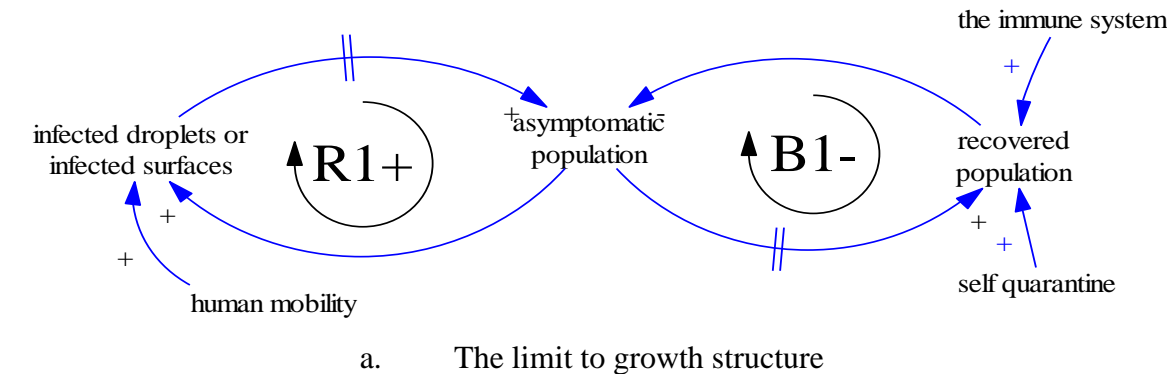 the immune system
+
infected droplets or
infected surfaces
R1+
+
asymptomatic
-
population
B1-
recovered
population
+
+
+
+
human mobility
self quarantine
a. The limit to growth structure